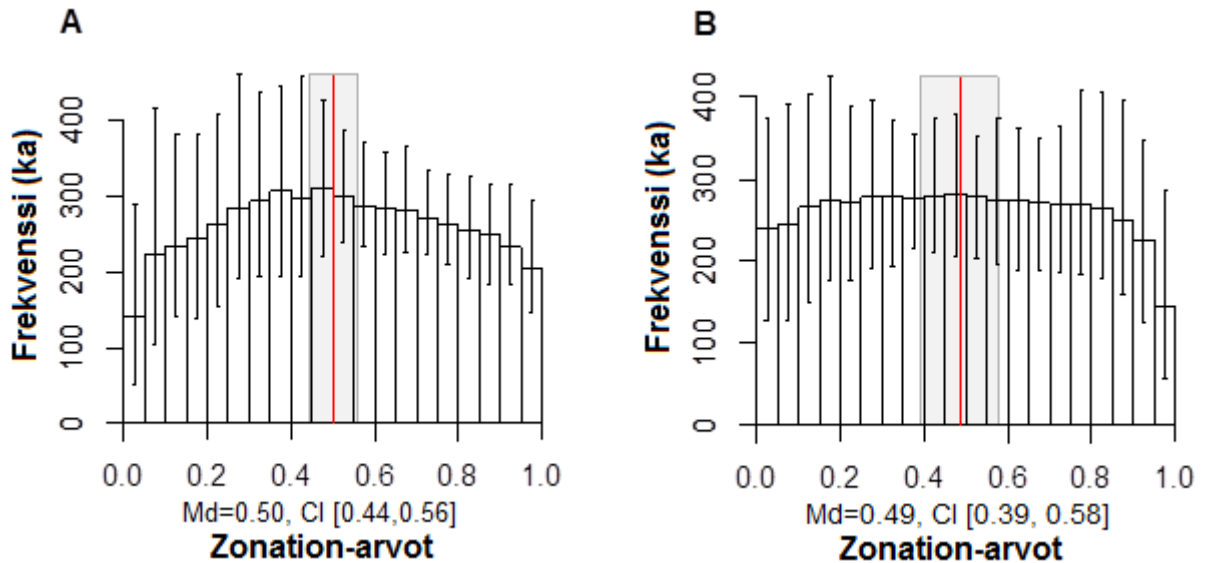 A
Frekvenssi (ka)
400
300
200
100
0
0.0 0.2 0.4 0.6 0.8 1.0
Md=0.50, CI [0.44,0.56]
Zonation-arvot
B
Frekvenssi (ka)
400
300
200
100
0
0.0 0.2 0.4 0.6 0.8 1.0
Md=0.49, CI [0.39, 0.58]
Zonation-arvot